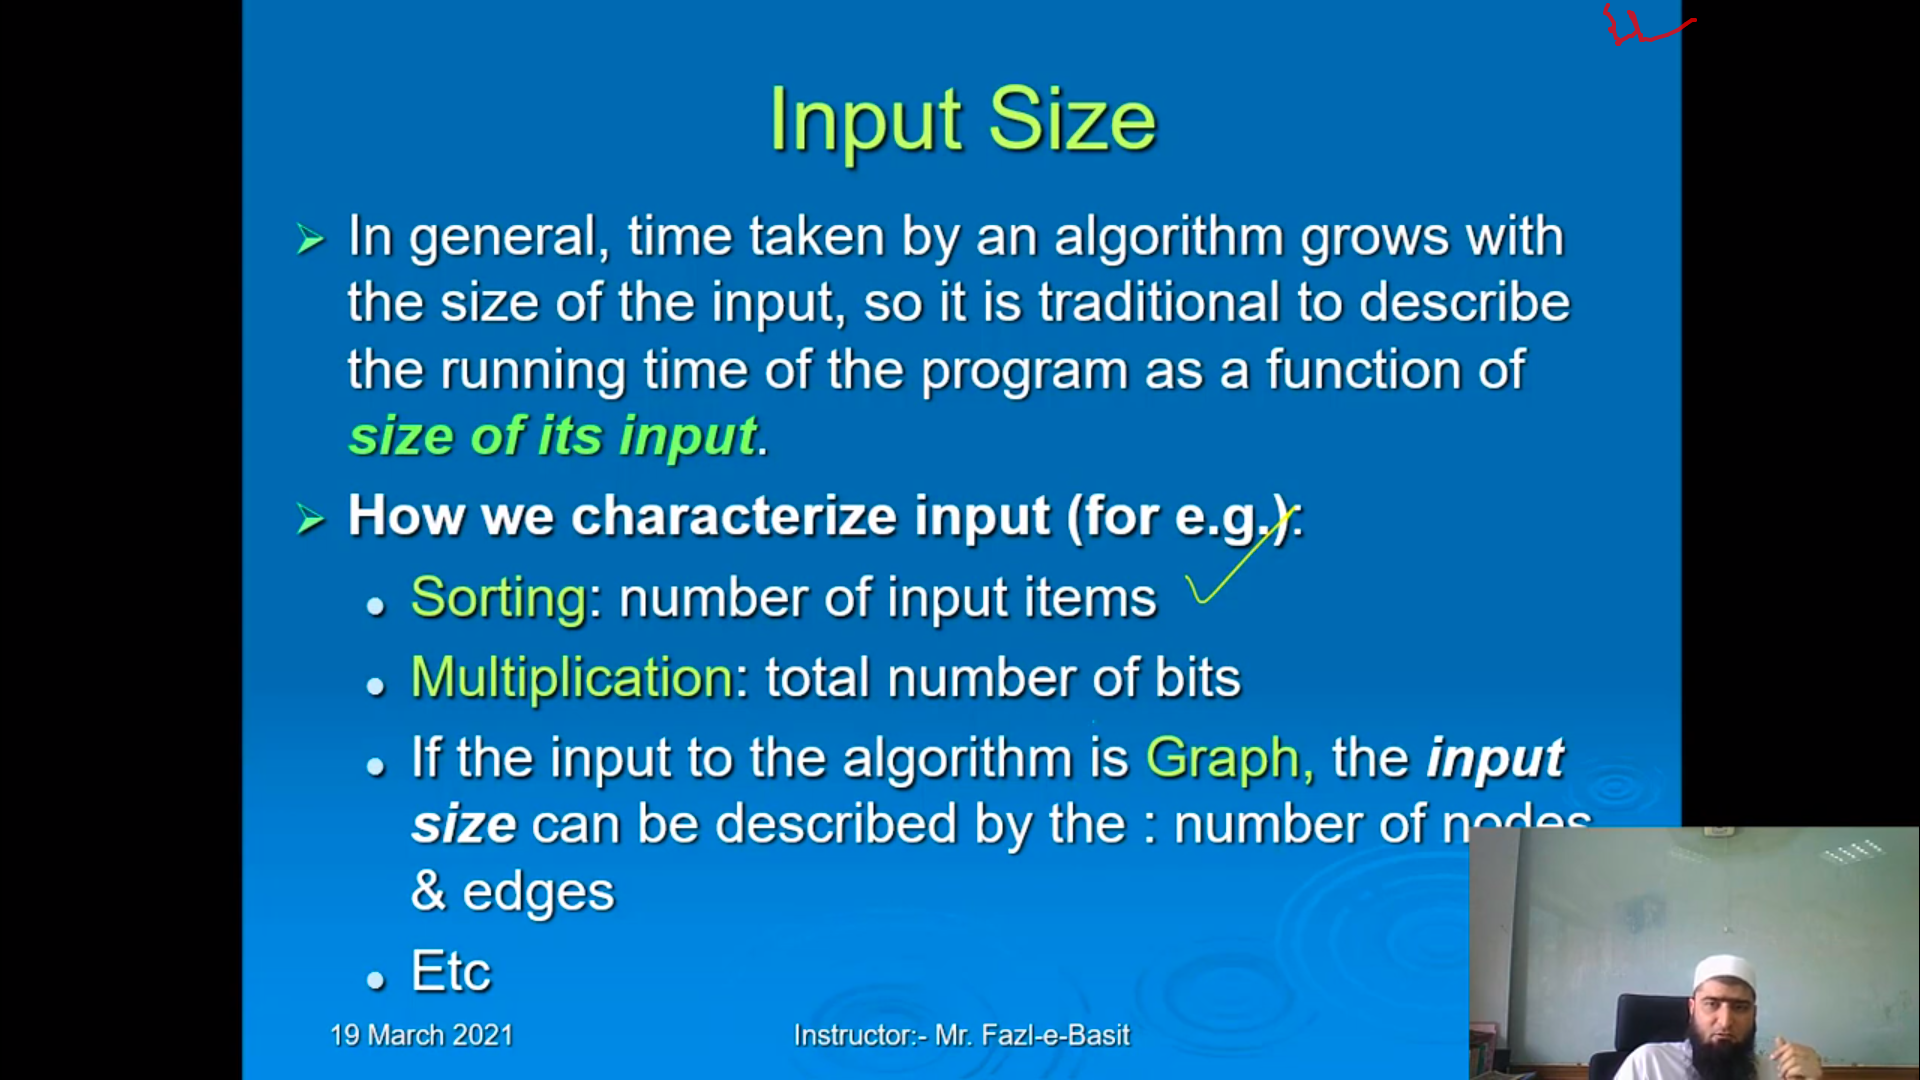 Input Size
In general, time taken by an algorithm grows with
the size of the input, so it is traditional to describe
the running time of the program as a function of
size of its input.
How we characterize input (for e.g.):
Sorting: number of input items
Multiplication: total number of bits
If the input to the algorithm is Graph, the input
size can be described by the : number of nodes
& edges
Etc
19 March 2021
Instructor:- Mr. Fazl-e-Basit